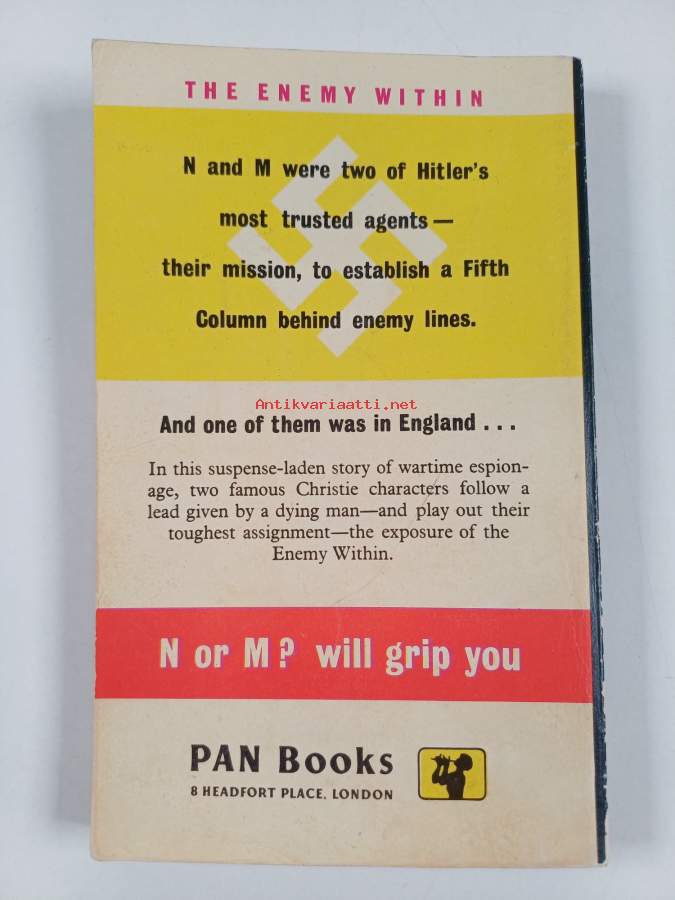 THE ENEMY WITHIN
N and M were two of Hitler's
most trusted agents—
their mission, to establish a Fifth
Column behind enemy lines.
Antikvariaatti.net
And one of them was in England . . .
In this suspense-laden story of wartime espion-
age, two famous Christie characters follow a
lead given by a dying man—and play out their
toughest assignment—the exposure of the
Enemy Within.
N or M? will grip you
PAN Books
8 HEADFORT PLACE, LONDON